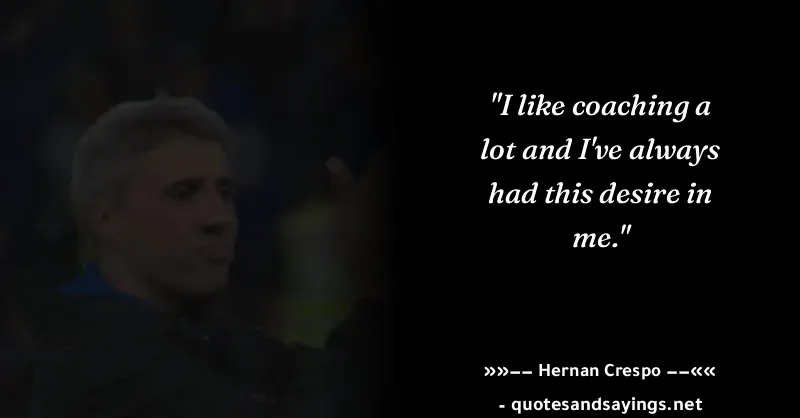 "I like coaching a
lot and I've always
had this desire in
me."
»»−− Hernan Crespo −−««
- quotesandsayings.net